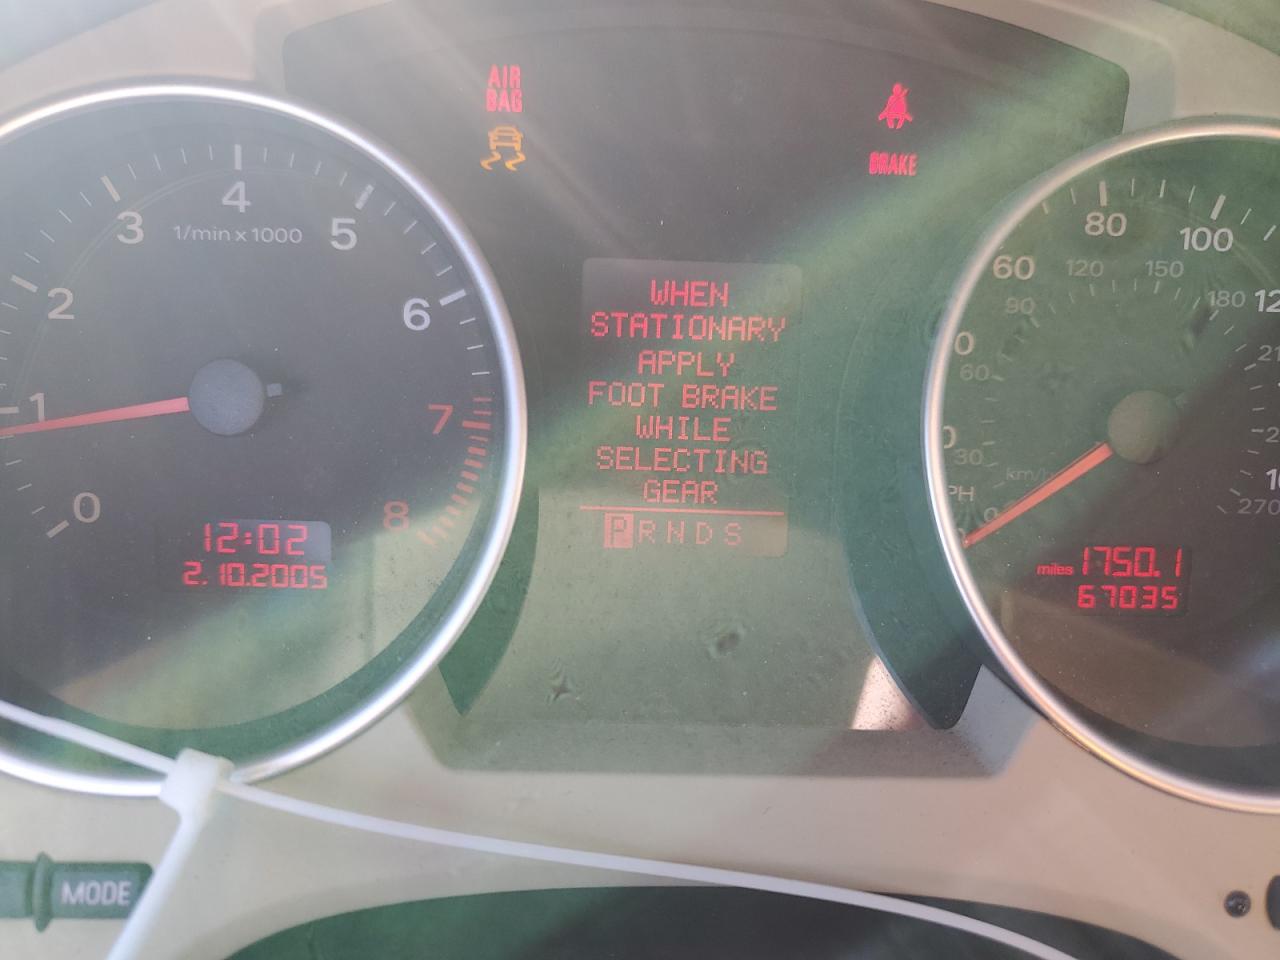 AIR
BAG
BRAKE
0
1
2
3
4
5
6
7
8
1/min x 1000
12:02
2.10.2005
WHEN
STATIONARY
APPLY
FOOT BRAKE
WHILE
SELECTING
GEAR
P R N D S
60
80
100
90
120
150
180
60
30
km/h
270
miles 1750.1
67035
MODE